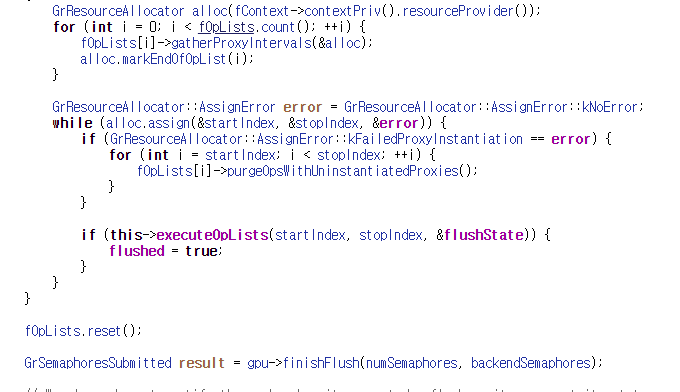 GrResourceAllocator alloc(fContext->contextPriv().resourceProvider());
for (int i = 0; i < fOpLists.count(); ++i) {
fOpLists[i]->gatherProxyIntervals(&alloc);
alloc.markEndOfOpList(i);
}
GrResourceAllocator::AssignError error = GrResourceAllocator::AssignError::kNoError;
while (alloc.assign(&startIndex, &stopIndex, &error)) {
if (GrResourceAllocator::AssignError::kFailedProxyInstantiation == error) {
for (int i = startIndex; i < stopIndex; ++i) {
fOpLists[i]->purgeOpsWithUninstantiatedProxies();
}
}
if (this->executeOpLists(startIndex, stopIndex, &flushState)) {
flushed = true;
}
}
}
fOpLists.reset();
GrSemaphoresSubmitted result = gpu->finishFlush(numSemaphores, backendSemaphores);